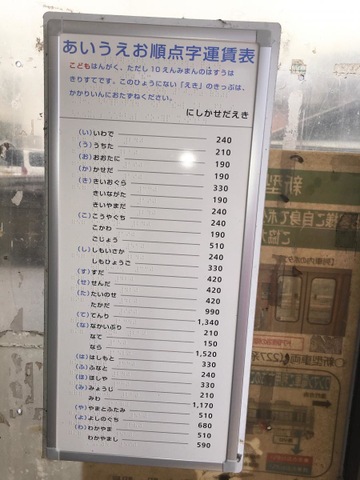 あいうえお順点字運賃表
こどもはんがく、ただし10えんみまんのはすうは
きりすてです。このひょうにない「えき」のきっぷは、
かかりいんにおたずねください。
にしかせだえき
(い) いわで 240
(う) うちた 210
(お) おおたに 190
(か) かせだ 190
(き) きいおぐら 330
きいながた 190
きいやまだ 240
(こ) こうやぐち 240
こかわ 190
ごじょう 510
(し) しもいさか 240
しもひょうご 330
(す) すだ 420
(せ) せんだ 420
(た) たいのせ 420
たかだ 990
(て) てんり 1,340
(な) なかいぶり 210
なて 150
なら 1,520
(は) はしもと 330
(ふ) ふなと 240
(ほ) ほしや 330
(み) みょうじ 210
みわ 1,170
(や) やまとふたみ 510
(よ) よしのぐち 680
(わ) わかやま 510
わかやまし 590
新型